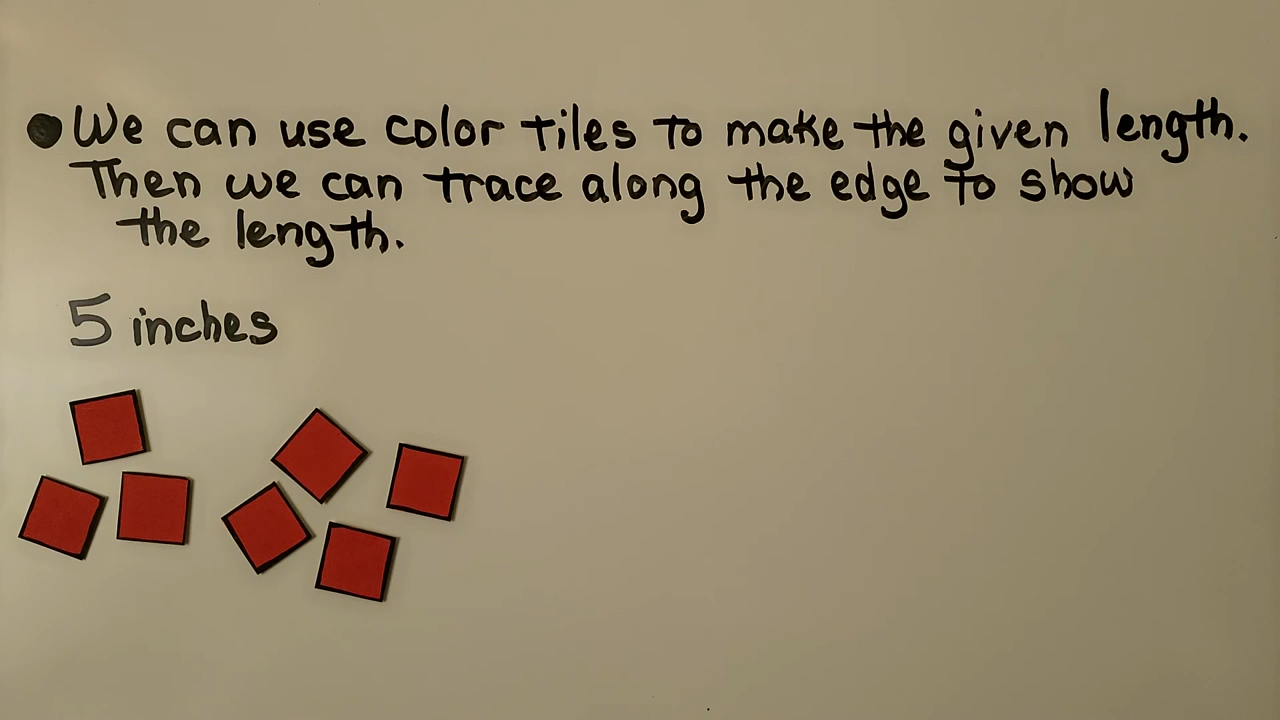 We can use color tiles to make the given length.
Then we can trace along the edge to show
the length.
5 inches